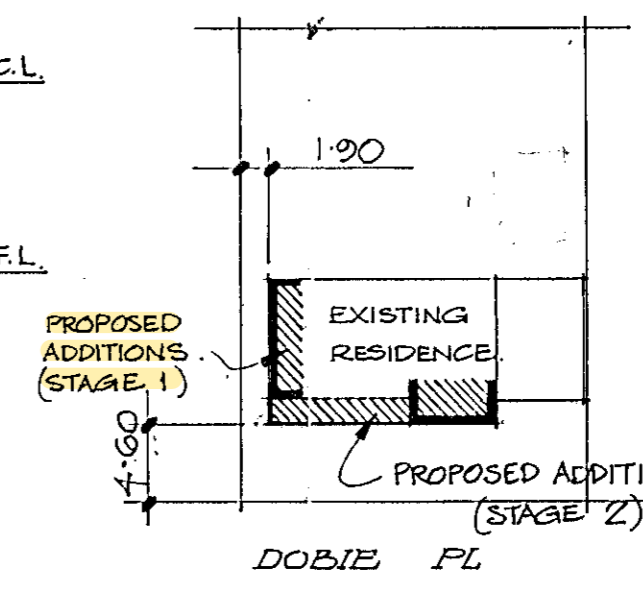 C.L.
1.90
F.L.
EXISTING
RESIDENCE.
PROPOSED
ADDITIONS
(STAGE 1)
4.60
PROPOSED ADDITI
(STAGE 2)
DOBIE PL